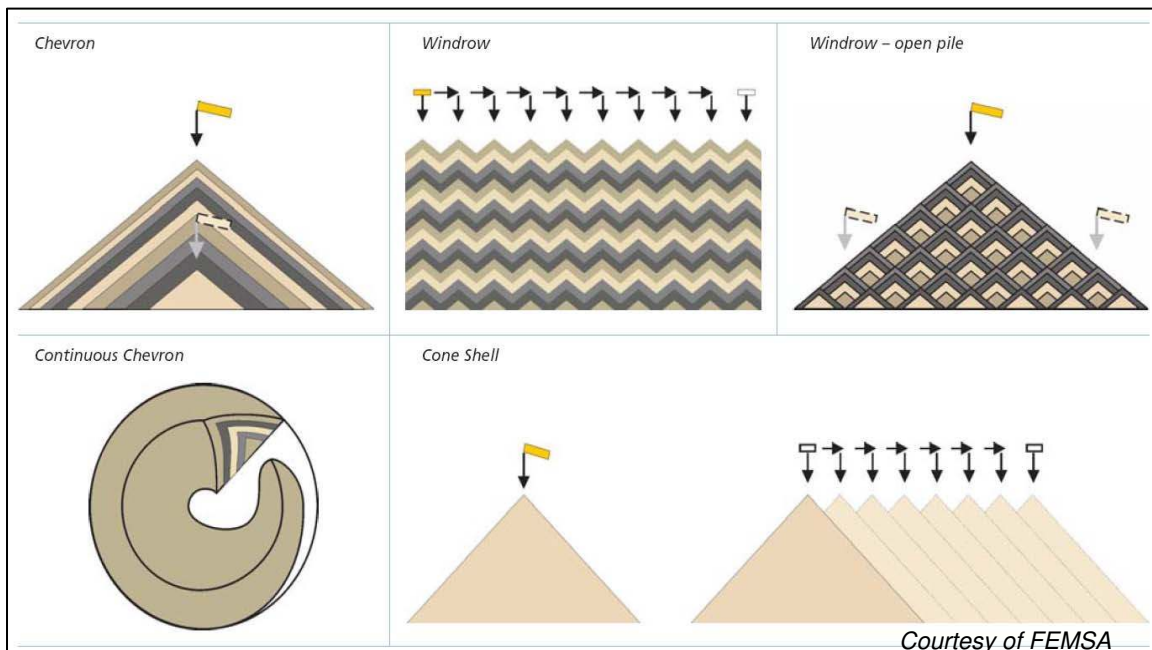 Chevron
Windrow
Windrow – open pile
Continuous Chevron
Cone Shell
Courtesy of FEMSA